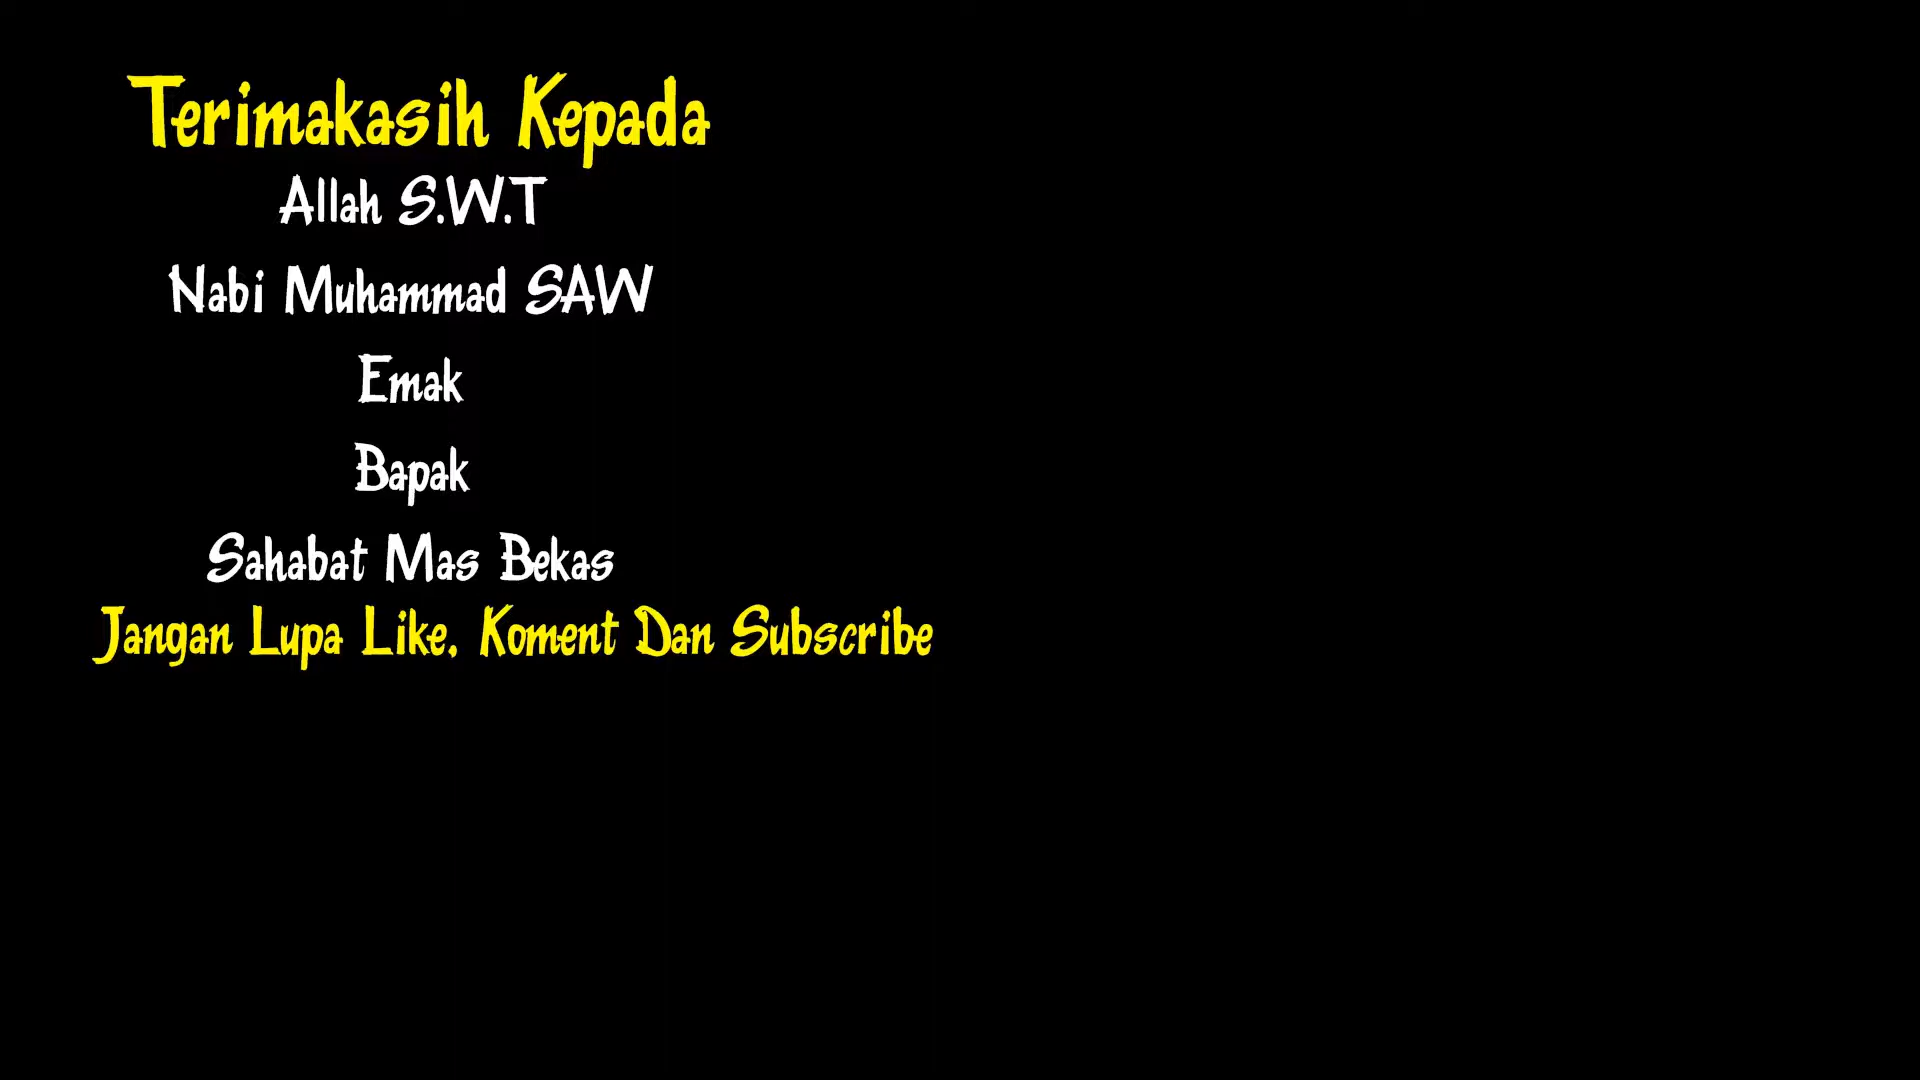 Terimakasih Kepada
Allah S.W.T
Nabi Muhammad SAW
Emak
Bapak
Sahabat Mas Bekas
Jangan Lupa Like, Koment Dan Subscribe